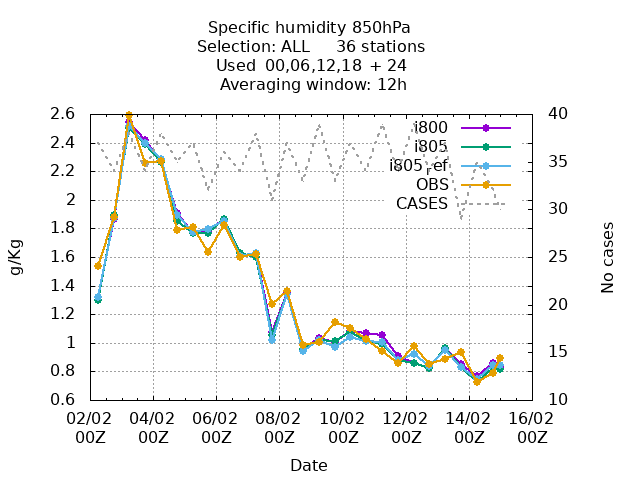 Specific humidity 850hPa
Selection: ALL 36 stations
Used 00,06,12,18 + 24
Averaging window: 12h
2.6
2.4
2.2
2
1.8
1.6
1.4
1.2
1
0.8
0.6
g/Kg
40
35
30
25
20
15
10
No cases
i800
i805
i805ref
OBS
CASES
02/02 04/02 06/02 08/02 10/02 12/02 14/02 16/02
00Z 00Z 00Z 00Z 00Z 00Z 00Z 00Z
Date